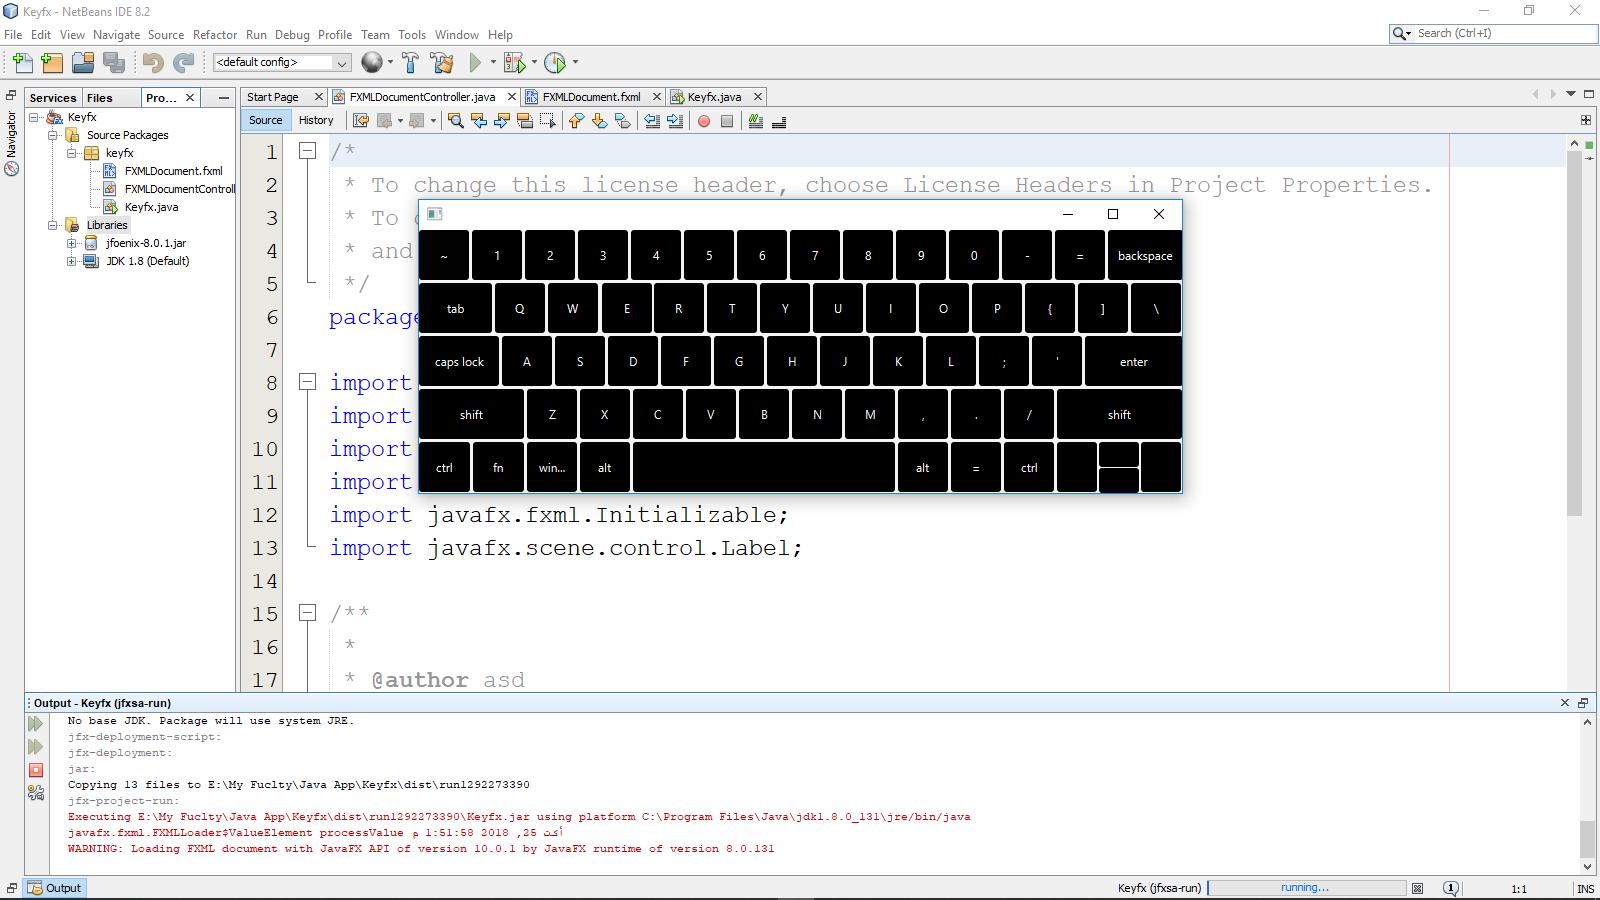 Keyfx - NetBeans IDE 8.2
File Edit View Navigate Source Refactor Run Debug Profile Team Tools Window Help
Search (Ctrl+I)
<default config>
Services Files Pro...
Start Page FXMLDocumentController.java FXMLDocument.fxml Keyfx.java
Navigator
Source History
Keyfx
Source Packages
keyfx
FXMLDocument.fxml
FXMLDocumentControll
Keyfx.java
Libraries
jfoenix-8.0.1.jar
JDK 1.8 (Default)
1 /*
2 * To change this license header, choose License Headers in Project Properties.
3 * To
4 * and
5 */
6 package
7
8 import
9 import
10 import
11 import
12 import javafx.fxml.Initializable;
13 import javafx.scene.control.Label;
14
15 /**
16 *
17 * @author asd
~ 1 2 3 4 5 6 7 8 9 0 - = backspace
tab Q W E R T Y U I O P { ] \
caps lock A S D F G H J K L ; ' enter
shift Z X C V B N M , . / shift
ctrl fn win... alt alt = ctrl
Output - Keyfx (jfxsa-run)
No base JDK. Package will use system JRE.
jfx-deployment-script:
jfx-deployment:
jar:
Copying 13 files to E:\My Fuclty\Java App\Keyfx\dist\run1292273390
jfx-project-run:
Executing E:\My Fuclty\Java App\Keyfx\dist\run1292273390\Keyfx.jar using platform C:\Program Files\Java\jdk1.8.0_131\jre/bin/java
أكت 25, 2018 1:51:58 م javafx.fxml.FXMLLoader$ValueElement processValue
WARNING: Loading FXML document with JavaFX API of version 10.0.1 by JavaFX runtime of version 8.0.131
Output
Keyfx (jfxsa-run) running... 1 1:1 INS